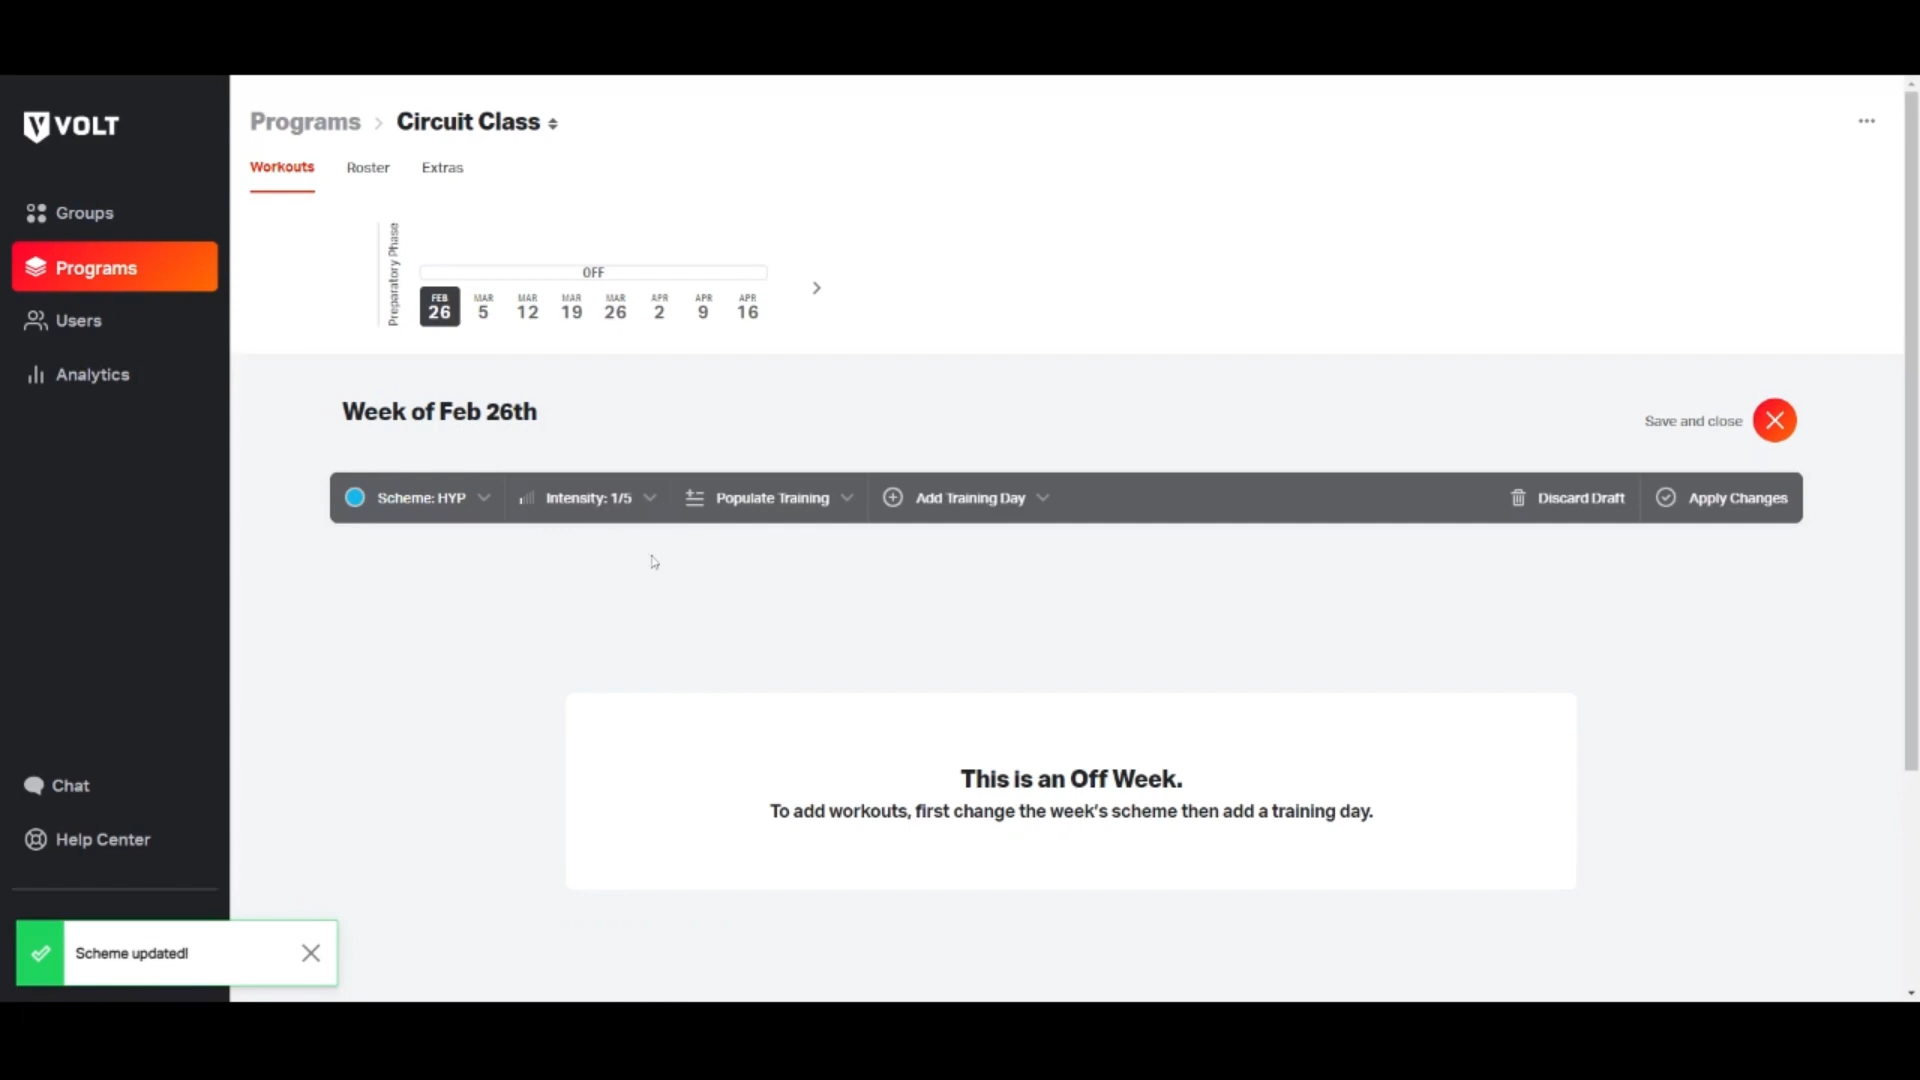 VOLT
Groups
Programs
Users
Analytics
Chat
Help Center
Scheme updated!
Programs > Circuit Class
•••
Workouts Roster Extras
Preparatory Phase
OFF
FEB MAR MAR MAR MAR APR APR APR
26 5 12 19 26 2 9 16
Week of Feb 26th
Save and close
Scheme: HYP Intensity: 1/5 Populate Training Add Training Day Discard Draft Apply Changes
This is an Off Week.
To add workouts, first change the week's scheme then add a training day.